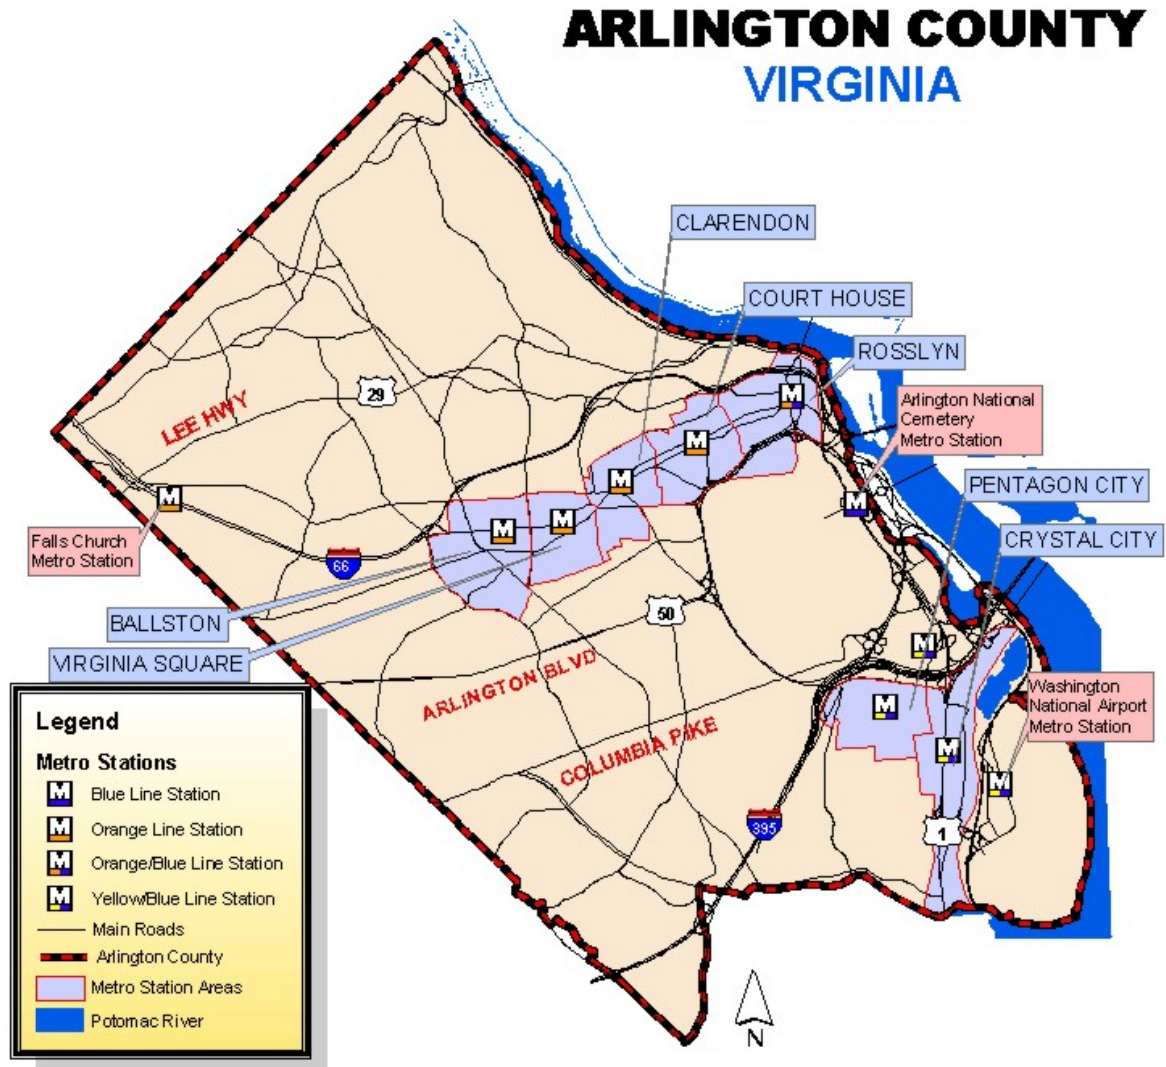 ARLINGTON COUNTY
VIRGINIA
CLARENDON
COURT HOUSE
ROSSLYN
Arlington National
Cemetery
Metro Station
PENTAGON CITY
CRYSTAL CITY
29
LEE HWY
Falls Church
Metro Station
66
50
BALLSTON
VIRGINIA SQUARE
ARLINGTON BLVD
COLUMBIA PIKE
Washington
National Airport
Metro Station
395
1
M
M
M
M
M
M
M
M
M
M
M
Legend
Metro Stations
M Blue Line Station
M Orange Line Station
M Orange/Blue Line Station
M Yellow/Blue Line Station
Main Roads
Arlington County
Metro Station Areas
Potomac River
N